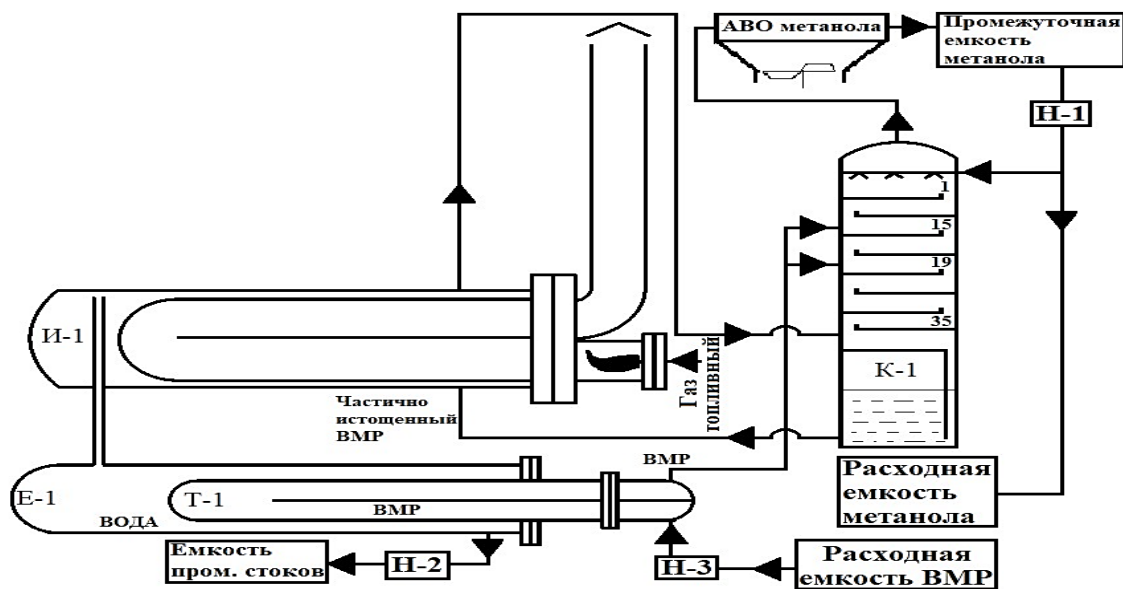 АВО метанола
Промежуточная
емкость
метанола
Н-1
1
15
19
35
И-1
К-1
Газ
топливный
Частично
истощенный
ВМР
ВМР
Е-1
Т-1
ВМР
ВОДА
Расходная
емкость
метанола
Емкость
пром. стоков
Н-2
Н-3
Расходная
емкость ВМР